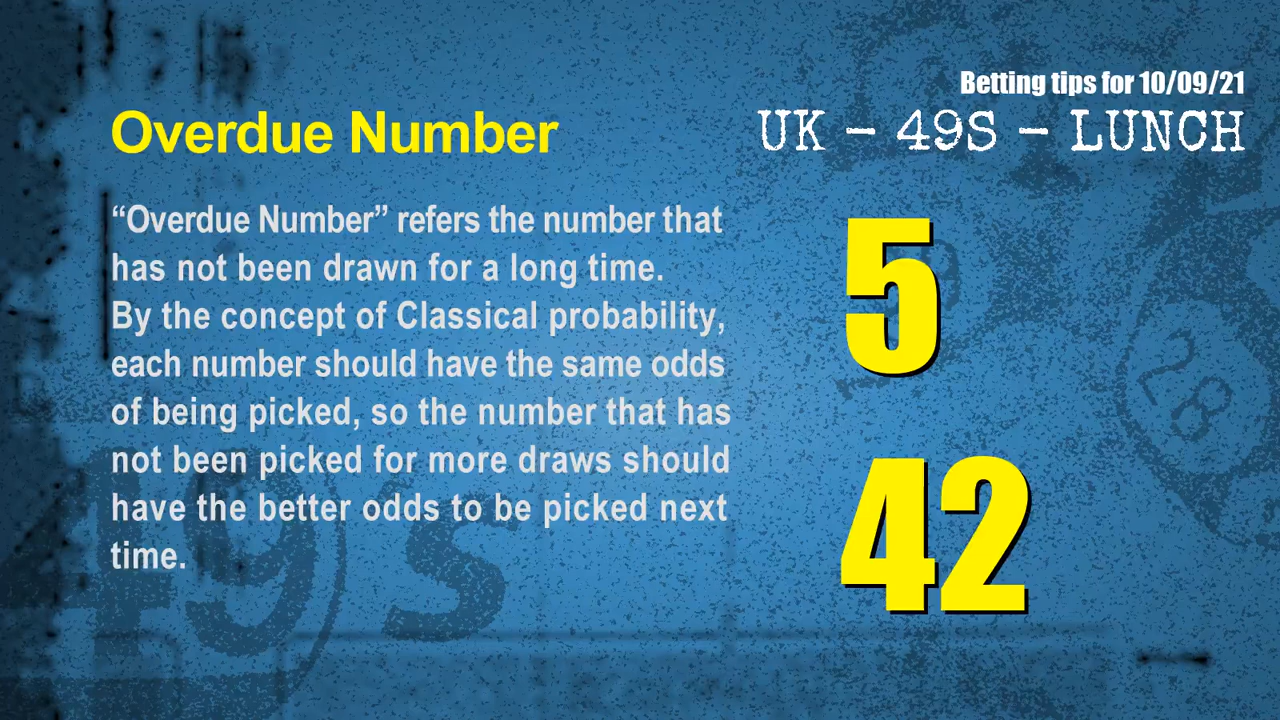 Betting tips for 10/09/21
Overdue Number
UK - 49S - LUNCH
“Overdue Number” refers the number that
has not been drawn for a long time.
By the concept of Classical probability,
each number should have the same odds
of being picked, so the number that has
not been picked for more draws should
have the better odds to be picked next
time.
5
42
28
49s